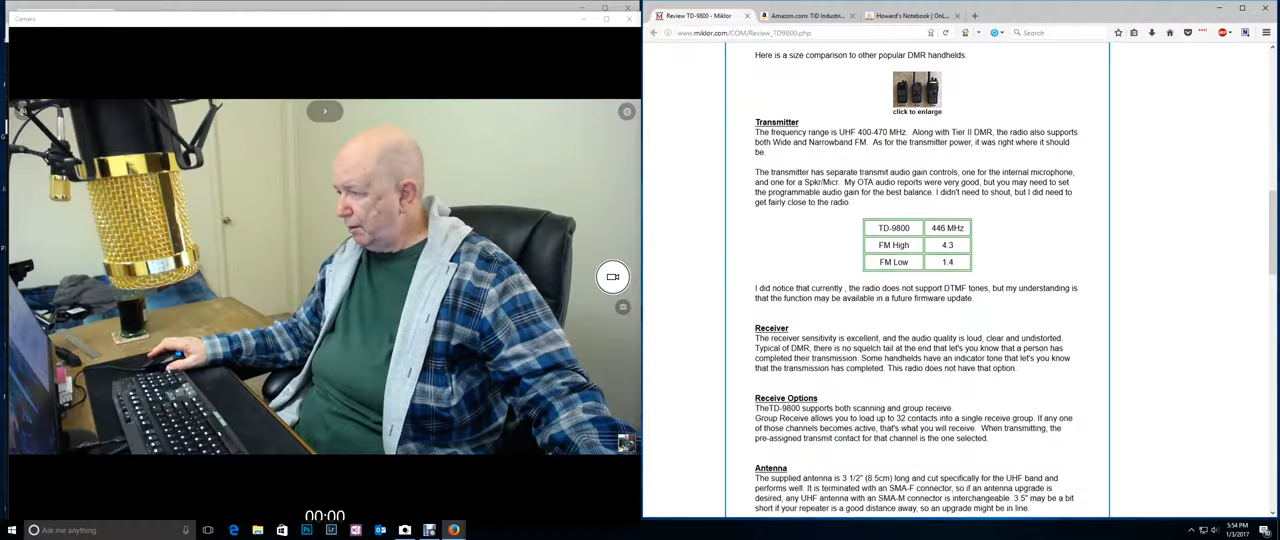 Camera
Review TD-9800 - Miklor
Amazon.com: TID Industri...
Howard's Notebook | OnL...
www.miklor.com/COM/Review_TD9800.php
Search
Here is a size comparison to other popular DMR handhelds.
click to enlarge
Transmitter
The frequency range is UHF 400-470 MHz. Along with Tier II DMR, the radio also supports
both Wide and Narrowband FM. As for the transmitter power, it was right where it should
be.
The transmitter has separate transmit audio gain controls, one for the internal microphone,
and one for a Spkr/Micr. My OTA audio reports were very good, but you may need to set
the programmable audio gain for the best balance. I didn't need to shout, but I did need to
get fairly close to the radio.
TD-9800 446 MHz
FM High 4.3
FM Low 1.4
I did notice that currently , the radio does not support DTMF tones, but my understanding is
that the function may be available in a future firmware update.
Receiver
The receiver sensitivity is excellent, and the audio quality is loud, clear and undistorted.
Typical of DMR, there is no squelch tail at the end that let's you know that a person has
completed their transmission. Some handhelds have an indicator tone that let's you know
that the transmission has completed. This radio does not have that option.
Receive Options
TheTD-9800 supports both scanning and group receive.
Group Receive allows you to load up to 32 contacts into a single receive group. If any one
of those channels becomes active, that's what you will receive. When transmitting, the
pre-assigned transmit contact for that channel is the one selected.
Antenna
The supplied antenna is 3 1/2" (8.5cm) long and cut specifically for the UHF band and
performs well. It is terminated with an SMA-F connector, so if an antenna upgrade is
desired, any UHF antenna with an SMA-M connector is interchangeable. 3.5" may be a bit
short if your repeater is a good distance away, so an upgrade might be in line.
00:00
Ask me anything
5:54 PM
1/3/2017